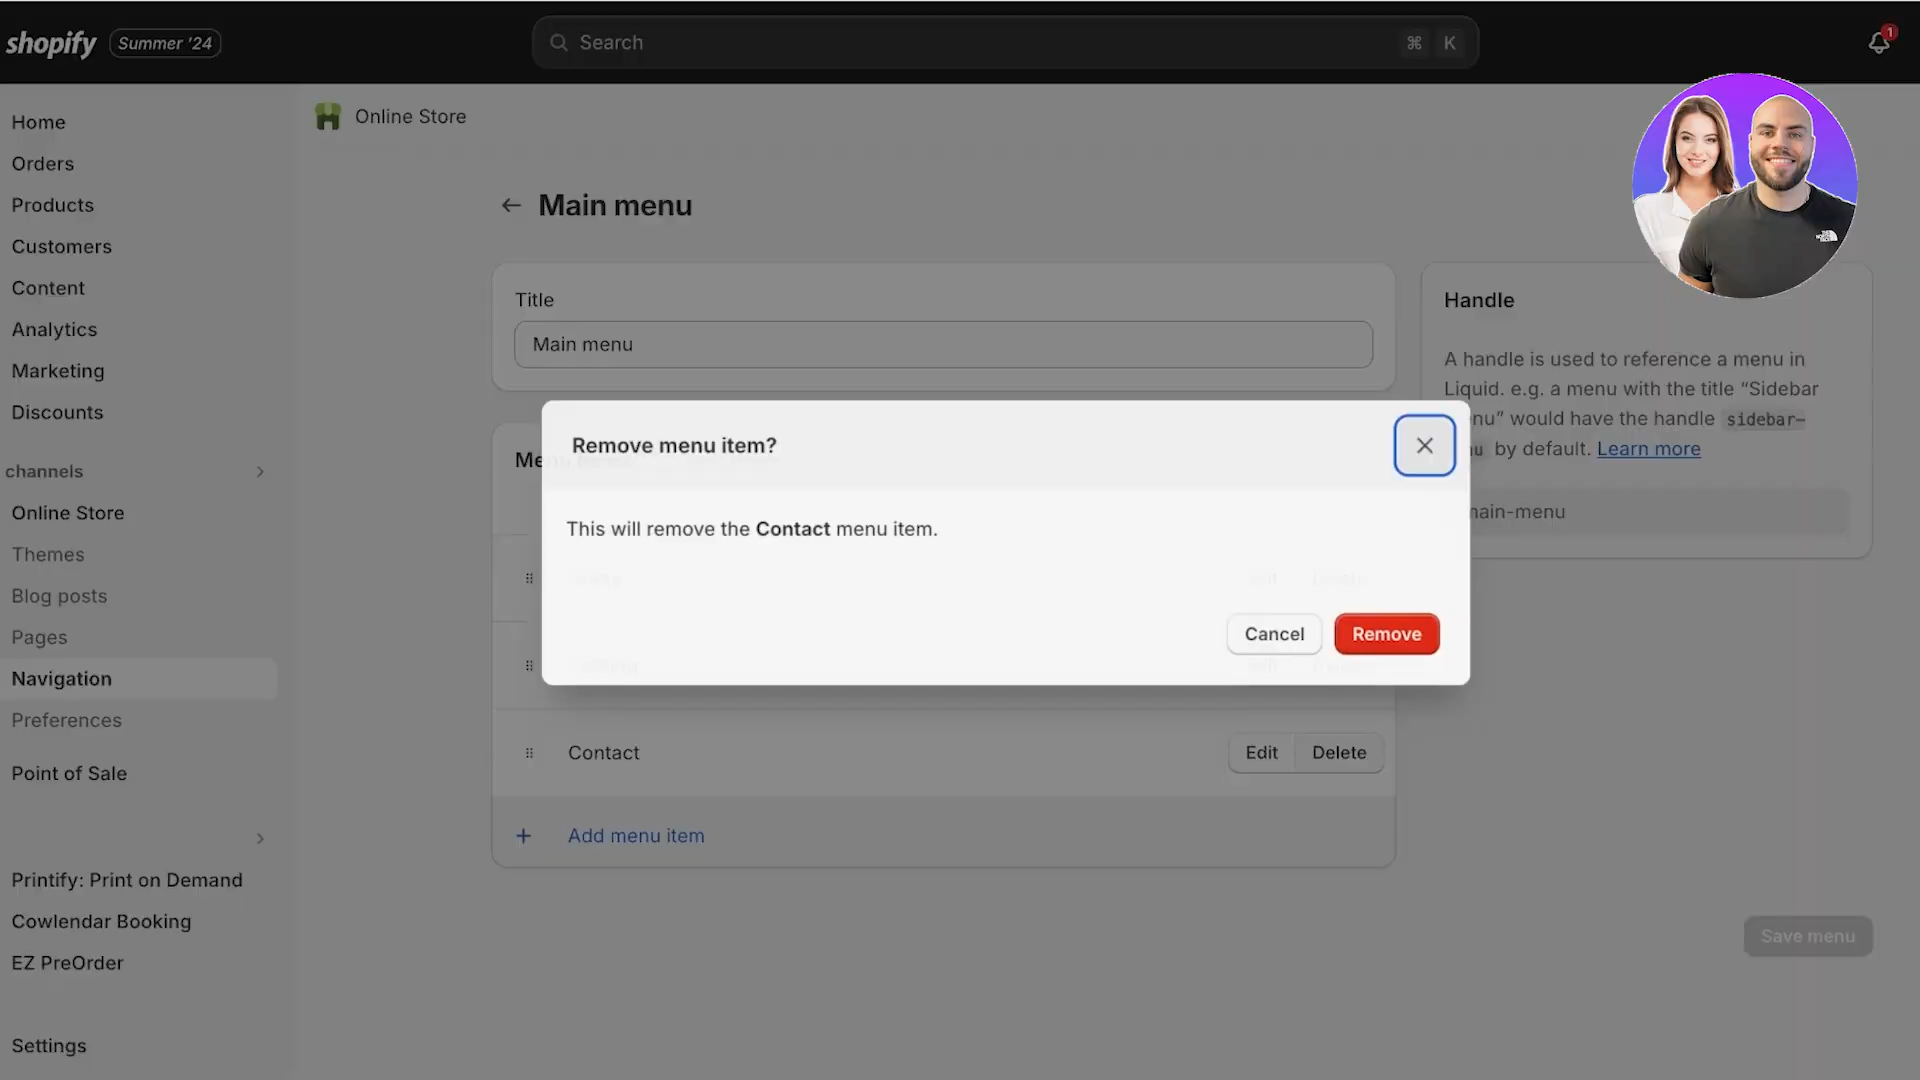 shopify Summer '24
Search
⌘ K
1
Home
Orders
Products
Customers
Content
Analytics
Marketing
Discounts
channels
Online Store
Themes
Blog posts
Pages
Navigation
Preferences
Point of Sale
Printify: Print on Demand
Cowlendar Booking
EZ PreOrder
Settings
Online Store
Main menu
Title
Main menu
Me
Remove menu item?
This will remove the Contact menu item.
Cancel
Remove
Contact
Edit
Delete
Add menu item
Handle
A handle is used to reference a menu in
Liquid. e.g. a menu with the title “Sidebar
nu” would have the handle sidebar-
nu by default. Learn more
main-menu
Save menu